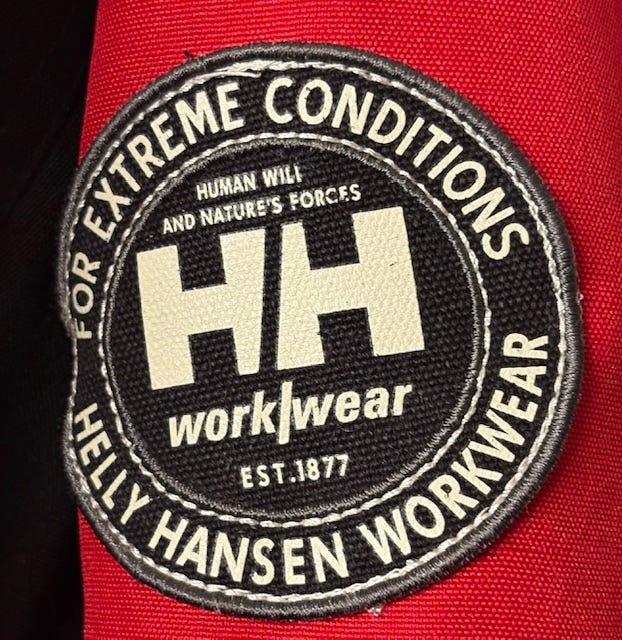 FOR EXTREME CONDITIONS
HUMAN WILL
AND NATURE'S FORCES
HH
work/wear
EST.1877
HELLY HANSEN WORKWEAR